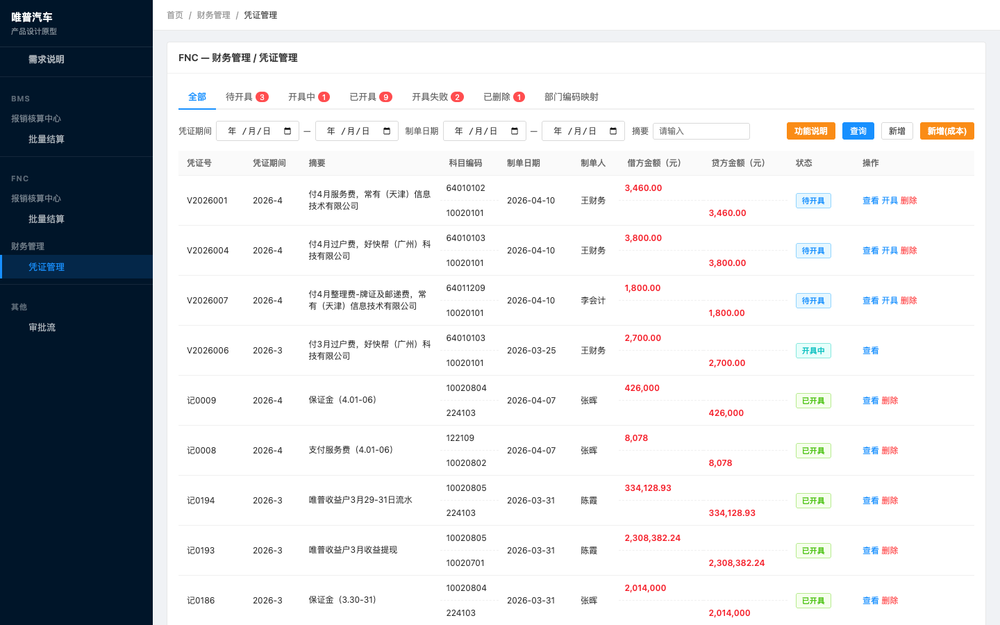 唯普汽车
产品设计原型
需求说明
BMS
报销核算中心
批量结算
FNC
报销核算中心
批量结算
财务管理
凭证管理
其他
审批流
首页 / 财务管理 / 凭证管理
FNC — 财务管理 / 凭证管理
全部 待开具 3 开具中 1 已开具 9 开具失败 2 已删除 1 部门编码映射
凭证期间 年 /月/日 — 年 /月/日 制单日期 年 /月/日 — 年 /月/日 摘要 请输入 功能说明 查询 新增 新增(成本)
凭证号 凭证期间 摘要 科目编码 制单日期 制单人 借方金额（元） 贷方金额（元） 状态 操作
V2026001 2026-4 付4月服务费，常有（天津）信息技术有限公司 64010102 10020101 2026-04-10 王财务 3,460.00 3,460.00 待开具 查看 开具 删除
V2026004 2026-4 付4月过户费，好快帮（广州）科技有限公司 64010103 10020101 2026-04-10 王财务 3,800.00 3,800.00 待开具 查看 开具 删除
V2026007 2026-4 付4月整理费-牌证及邮递费，常有（天津）信息技术有限公司 64011209 10020101 2026-04-10 李会计 1,800.00 1,800.00 待开具 查看 开具 删除
V2026006 2026-3 付3月过户费，好快帮（广州）科技有限公司 64010103 10020101 2026-03-25 王财务 2,700.00 2,700.00 开具中 查看
记0009 2026-4 保证金（4.01-06） 10020804 224103 2026-04-07 张晖 426,000 426,000 已开具 查看 删除
记0008 2026-4 支付服务费（4.01-06） 122109 10020802 2026-04-07 张晖 8,078 8,078 已开具 查看 删除
记0194 2026-3 唯普收益户3月29-31日流水 10020805 224103 2026-03-31 陈霞 334,128.93 334,128.93 已开具 查看 删除
记0193 2026-3 唯普收益户3月收益提现 10020805 10020701 2026-03-31 陈霞 2,308,382.24 2,308,382.24 已开具 查看 删除
记0186 2026-3 保证金（3.30-31） 10020804 224103 2026-03-31 张晖 2,014,000 2,014,000 已开具 查看 删除